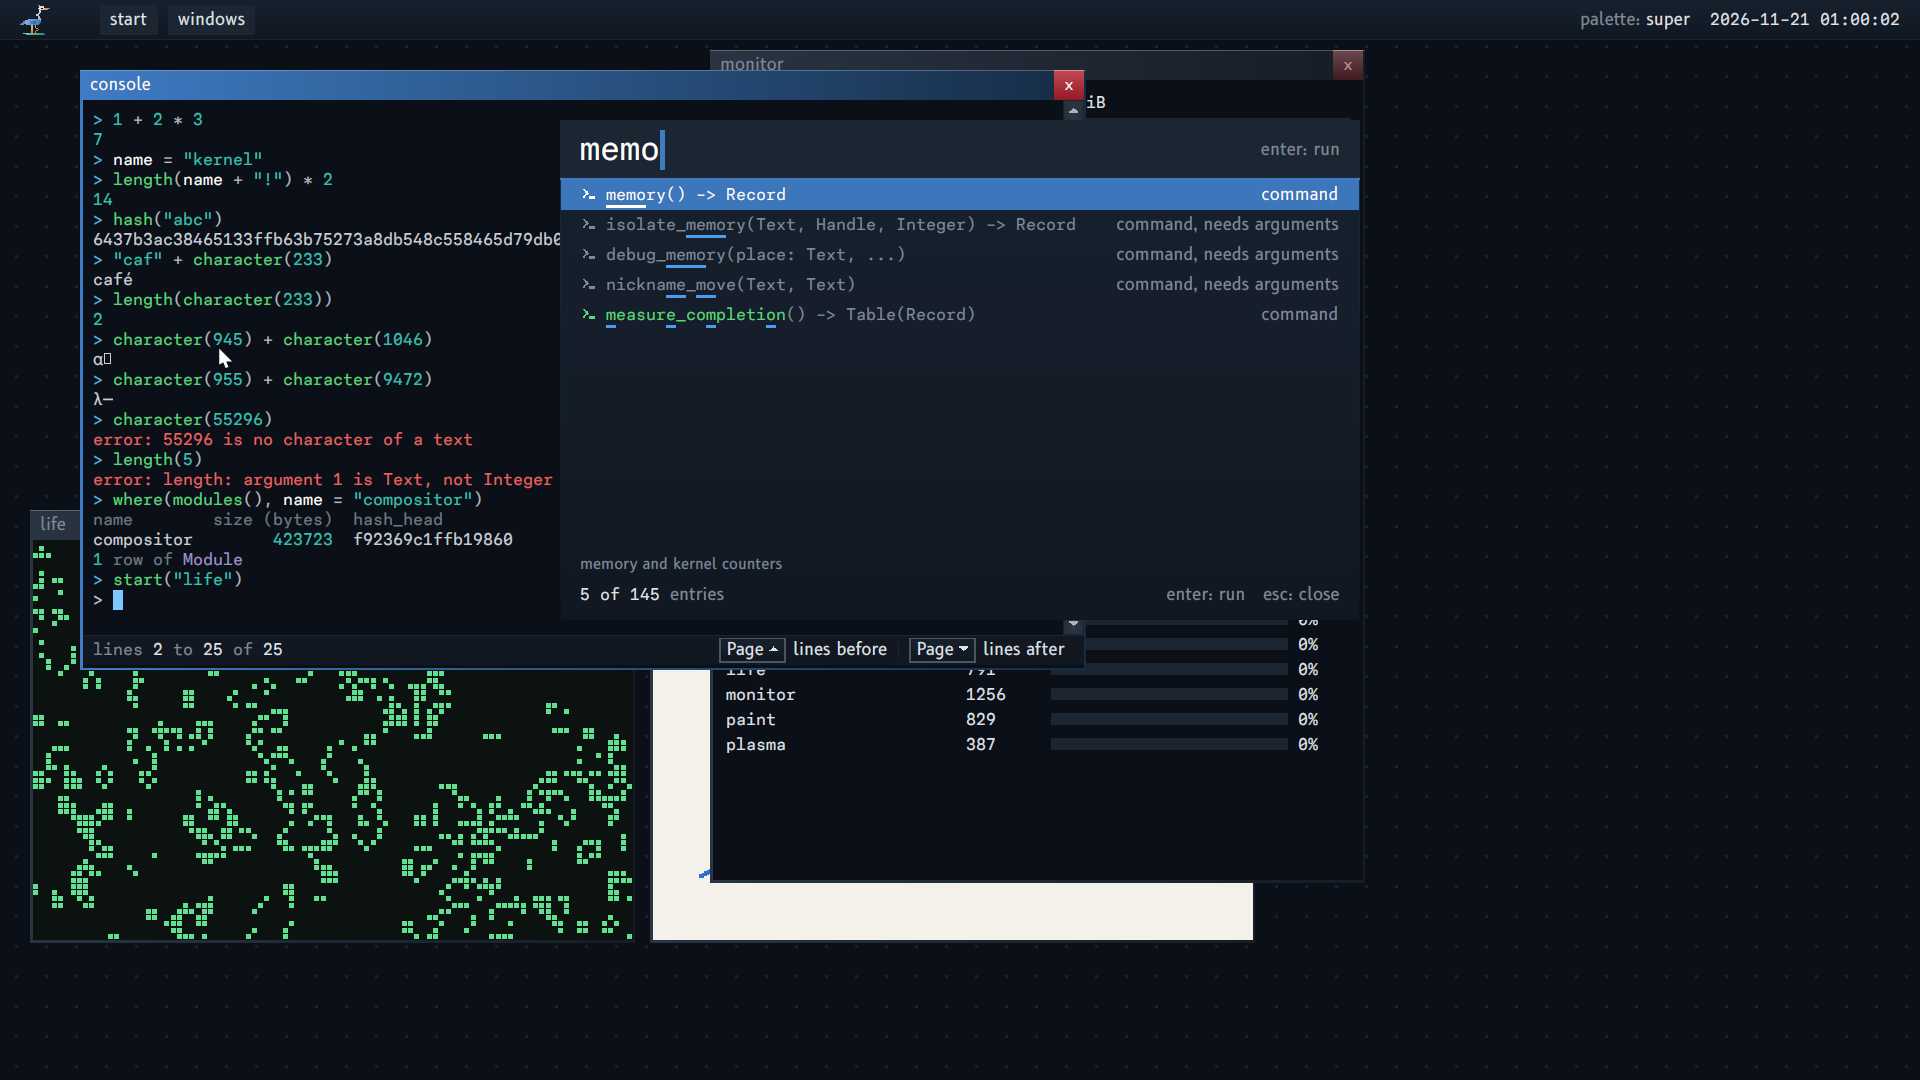 start windows palette: super 2026-11-21 01:00:02
monitor x
console x
iB
> 1 + 2 * 3
7
> name = "kernel"
> length(name + "!") * 2
14
> hash("abc")
6437b3ac38465133ffb63b75273a8db548c558465d79db
> "caf" + character(233)
café
> length(character(233))
2
> character(945) + character(1046)
α
> character(955) + character(9472)
λ─
> character(55296)
error: 55296 is no character of a text
> length(5)
error: length: argument 1 is Text, not Integer
> where(modules(), name = "compositor")
name size (bytes) hash_head
compositor 423723 f92369c1ffb19860
1 row of Module
> start("life")
>
lines 2 to 25 of 25 Page lines before Page lines after
memo enter: run
memory() -> Record command
isolate_memory(Text, Handle, Integer) -> Record command, needs arguments
debug_memory(place: Text, ...) command, needs arguments
nickname_move(Text, Text) command, needs arguments
measure_completion() -> Table(Record) command
memory and kernel counters
5 of 145 entries enter: run esc: close
life
0%
0%
life 791 0%
monitor 1256 0%
paint 829 0%
plasma 387 0%